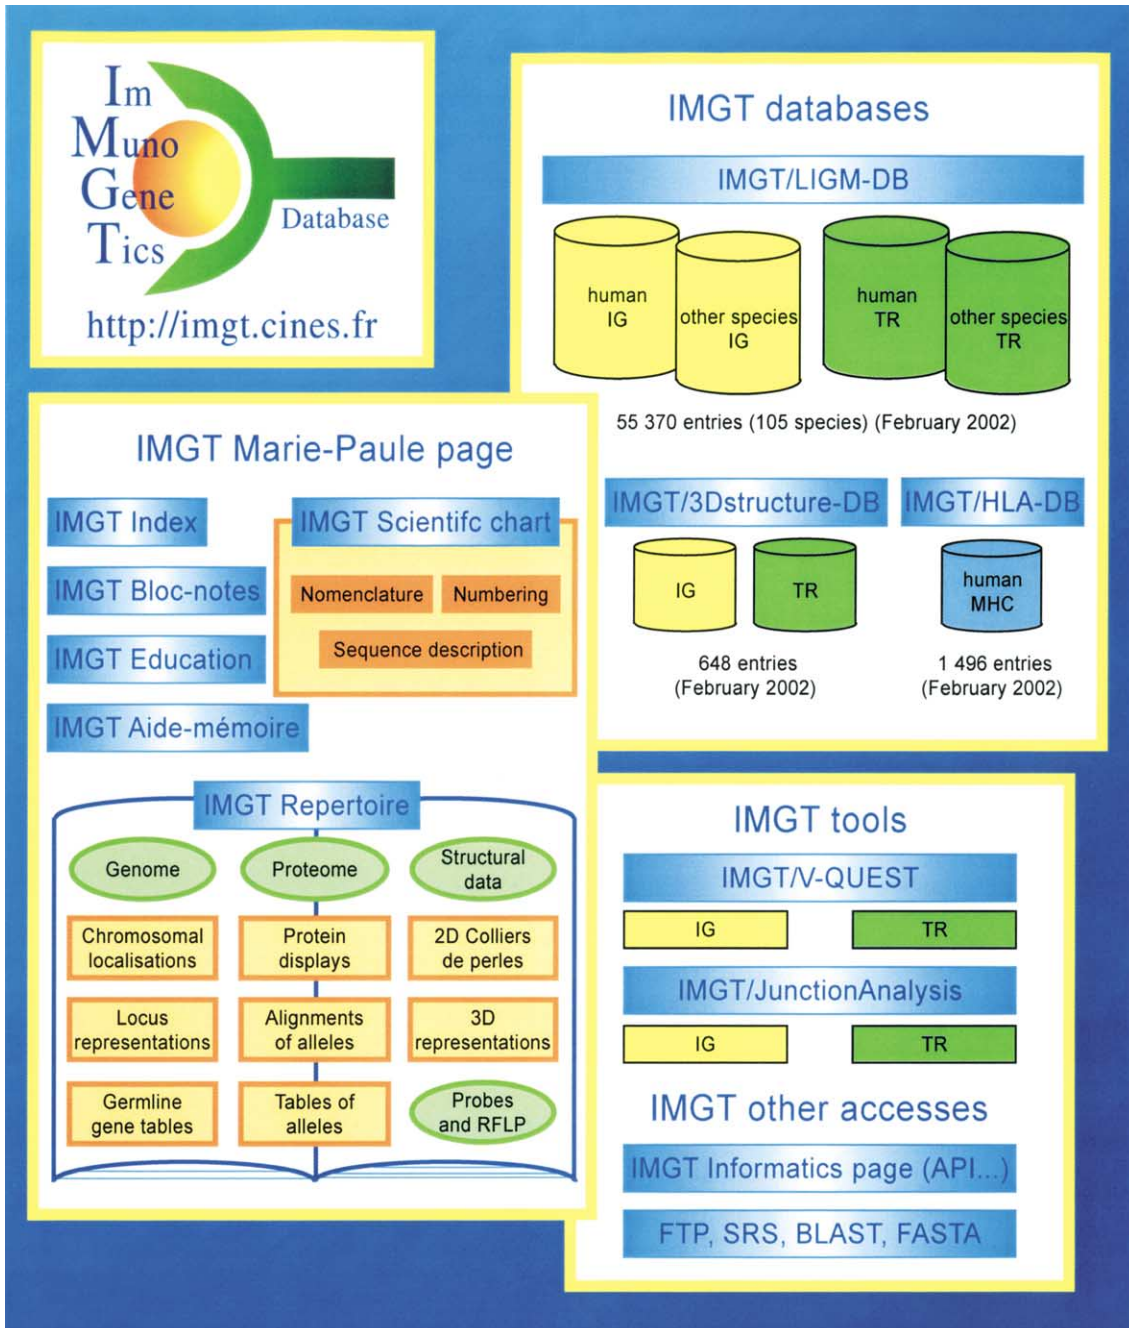 Im
Muno
Gene
Tics
Database
http://imgt.cines.fr
IMGT databases
IMGT/LIGM-DB
human
IG
other species
IG
human
TR
other species
TR
55 370 entries (105 species) (February 2002)
IMGT/3Dstructure-DB
IG
TR
648 entries
(February 2002)
IMGT/HLA-DB
human
MHC
1 496 entries
(February 2002)
IMGT Marie-Paule page
IMGT Index
IMGT Bloc-notes
IMGT Education
IMGT Aide-mémoire
IMGT Scientifc chart
Nomenclature
Numbering
Sequence description
IMGT Repertoire
Genome
Proteome
Structural
data
Chromosomal
localisations
Protein
displays
2D Colliers
de perles
Locus
representations
Alignments
of alleles
3D
representations
Germline
gene tables
Tables of
alleles
Probes
and RFLP
IMGT tools
IMGT/V-QUEST
IG
TR
IMGT/JunctionAnalysis
IG
TR
IMGT other accesses
IMGT Informatics page (API...)
FTP, SRS, BLAST, FASTA